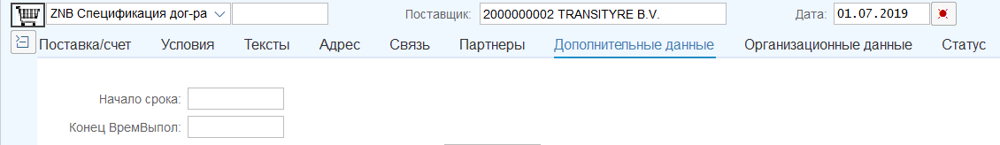 ZNB Спецификация дог-ра Поставщик: 2000000002 TRANSITYRE B.V. Дата: 01.07.2019
Поставка/счет Условия Тексты Адрес Связь Партнеры Дополнительные данные Организационные данные Статус
Начало срока:
Конец ВремВыпол: